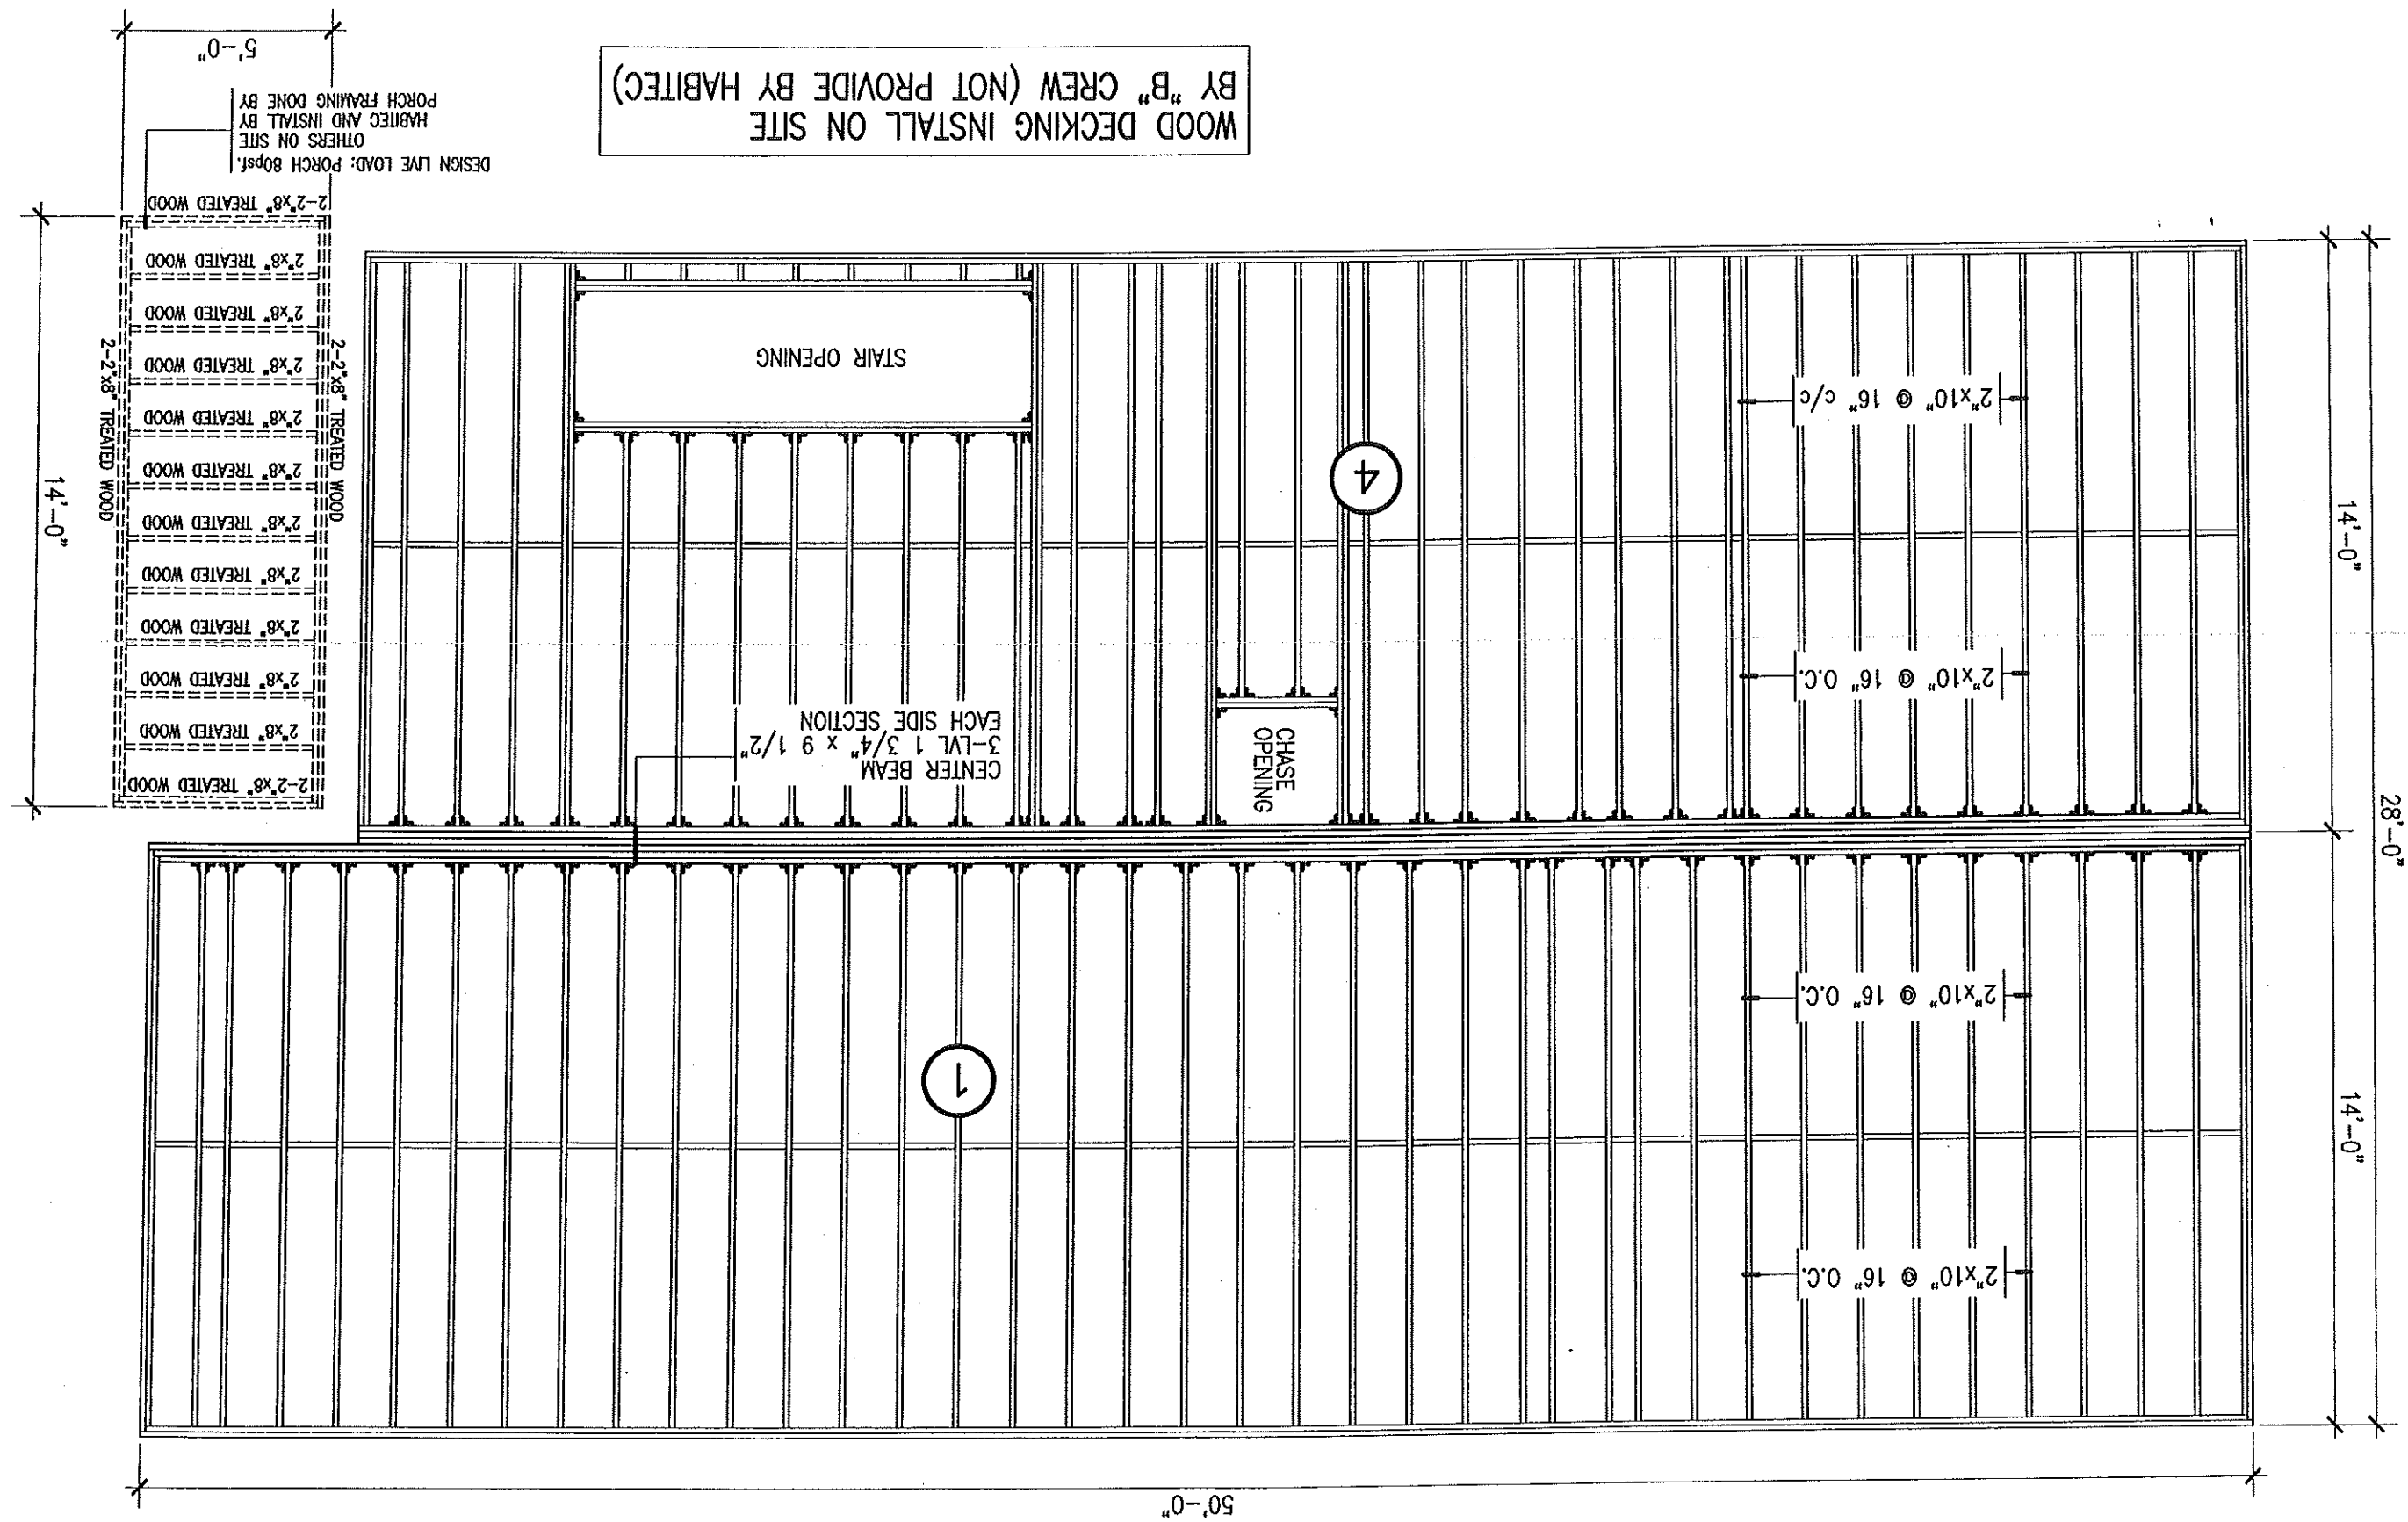 50'-0"
2"x10" @ 16" O.C.
1
14'-0"
2"x10" @ 16" O.C.
28'-0"
CENTER BEAM
3-LVL 1 3/4" x 9 1/2"
EACH SIDE SECTION
CHASE
OPENING
2"x10" @ 16" O.C.
4
2"x10" @ 16" c/c
14'-0"
STAIR OPENING
2-2"x8" TREATED WOOD
2"x8" TREATED WOOD
2"x8" TREATED WOOD
2"x8" TREATED WOOD
2"x8" TREATED WOOD
2"x8" TREATED WOOD
2"x8" TREATED WOOD
2"x8" TREATED WOOD
2"x8" TREATED WOOD
2"x8" TREATED WOOD
2"x8" TREATED WOOD
2-2"x8" TREATED WOOD
2-2"x8" TREATED WOOD
2-2"x8" TREATED WOOD
14'-0"
DESIGN LIVE LOAD: PORCH 80psf.
OTHERS ON SITE
HABITEC AND INSTALL BY
PORCH FRAMING DONE BY
5'-0"
WOOD DECKING INSTALL ON SITE
BY "B" CREW (NOT PROVIDE BY HABITEC)